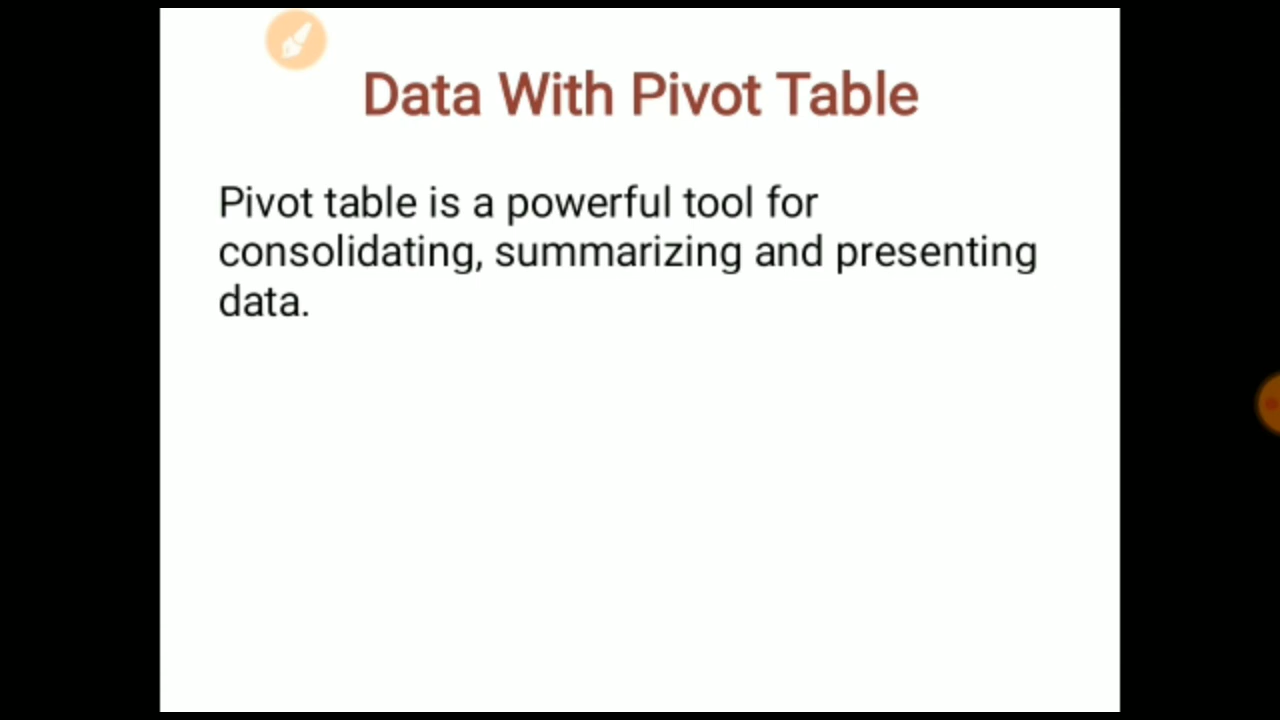 Data With Pivot Table
Pivot table is a powerful tool for
consolidating, summarizing and presenting
data.